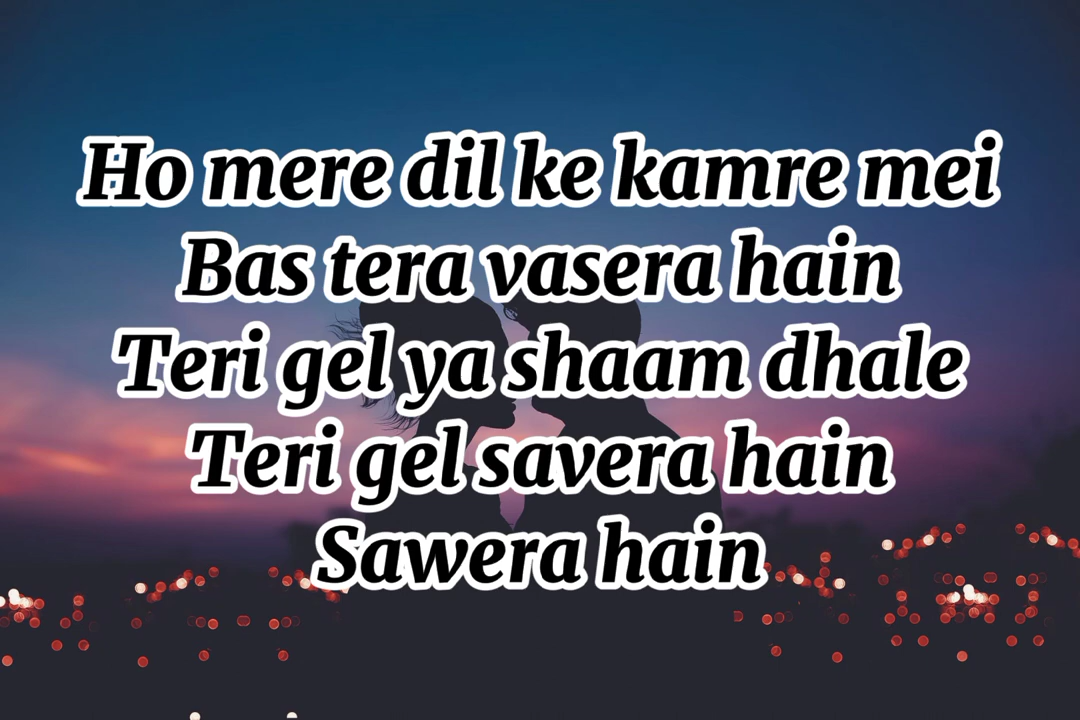 Ho mere dil ke kamre mei
Bas tera vasera hain
Teri gel ya shaam dhale
Teri gel savera hain
Sawera hain